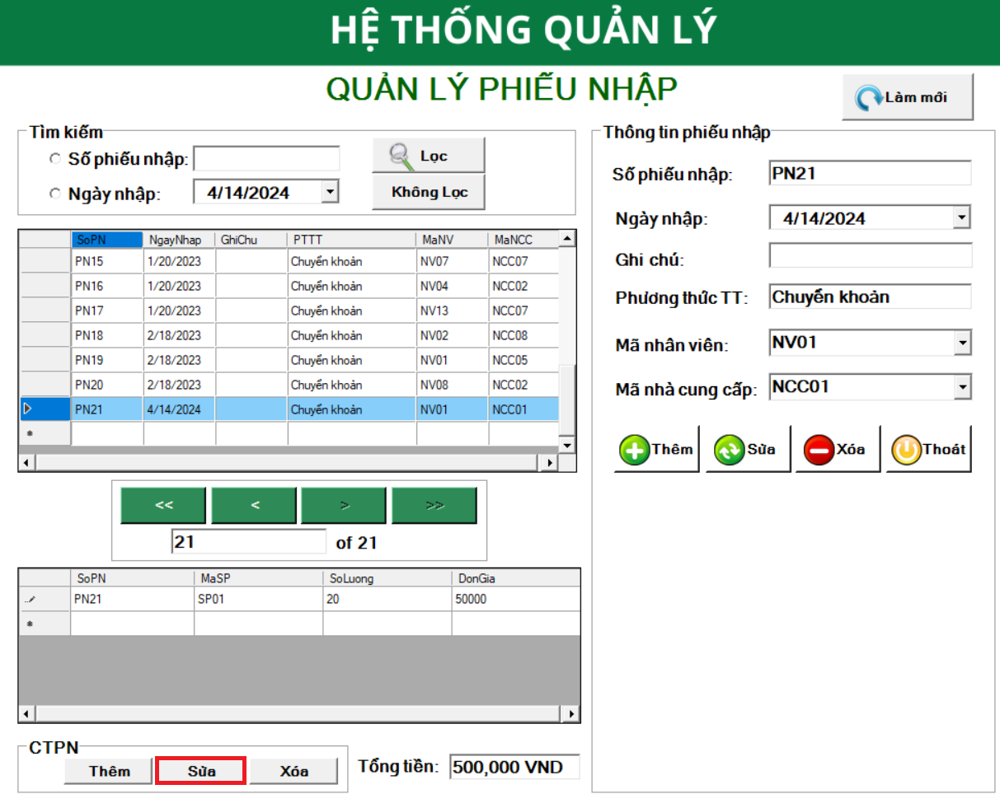 HỆ THỐNG QUẢN LÝ
QUẢN LÝ PHIẾU NHẬP
Làm mới
Tìm kiếm
Số phiếu nhập:
Lọc
Ngày nhập: 4/14/2024
Không Lọc
SoPN NgayNhap GhiChu PTTT MaNV MaNCC
PN15 1/20/2023 Chuyển khoản NV07 NCC07
PN16 1/20/2023 Chuyển khoản NV04 NCC02
PN17 1/20/2023 Chuyển khoản NV13 NCC07
PN18 2/18/2023 Chuyển khoản NV02 NCC08
PN19 2/18/2023 Chuyển khoản NV01 NCC05
PN20 2/18/2023 Chuyển khoản NV08 NCC02
PN21 4/14/2024 Chuyển khoản NV01 NCC01
<< < > >>
21 of 21
SoPN MaSP SoLuong DonGia
PN21 SP01 20 50000
CTPN
Thêm Sửa Xóa
Tổng tiền: 500,000 VND
Thông tin phiếu nhập
Số phiếu nhập: PN21
Ngày nhập: 4/14/2024
Ghi chú:
Phương thức TT: Chuyển khoản
Mã nhân viên: NV01
Mã nhà cung cấp: NCC01
Thêm Sửa Xóa Thoát